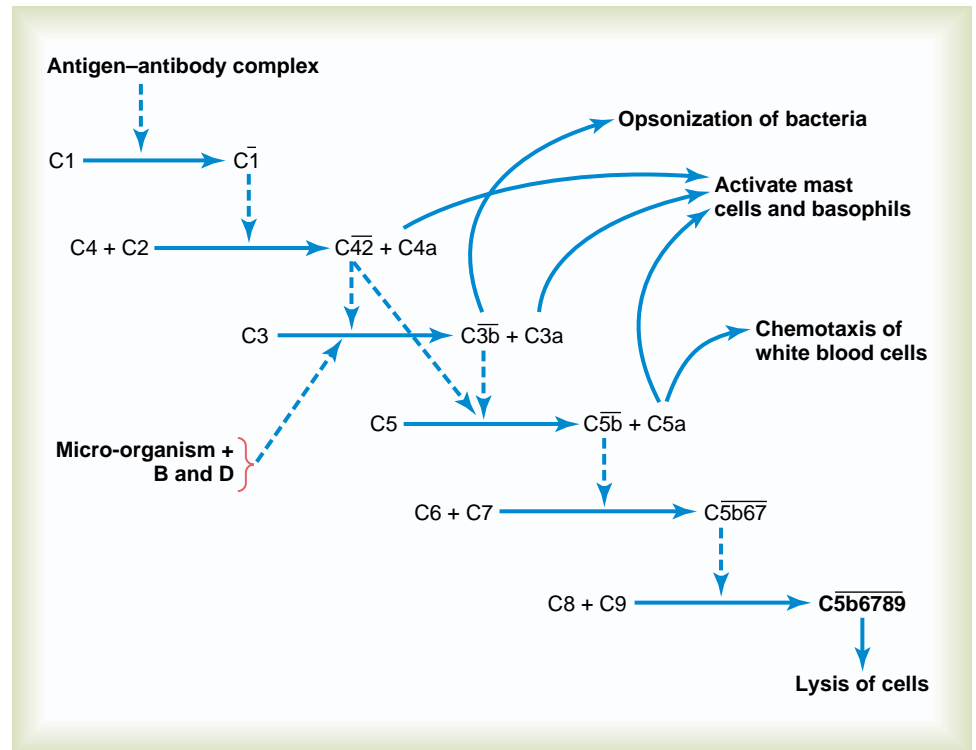 Antigen–antibody complex
Opsonization of bacteria
C1 C1̅
Activate mast
cells and basophils
C4 + C2 C4̅2̅ + C4a
C3 C3̅b̅ + C3a
Chemotaxis of
white blood cells
C5 C5̅b̅ + C5a
Micro-organism +
B and D
C6 + C7 C5̅b̅6̅7̅
C8 + C9 C5̅b̅6̅7̅8̅9̅
Lysis of cells